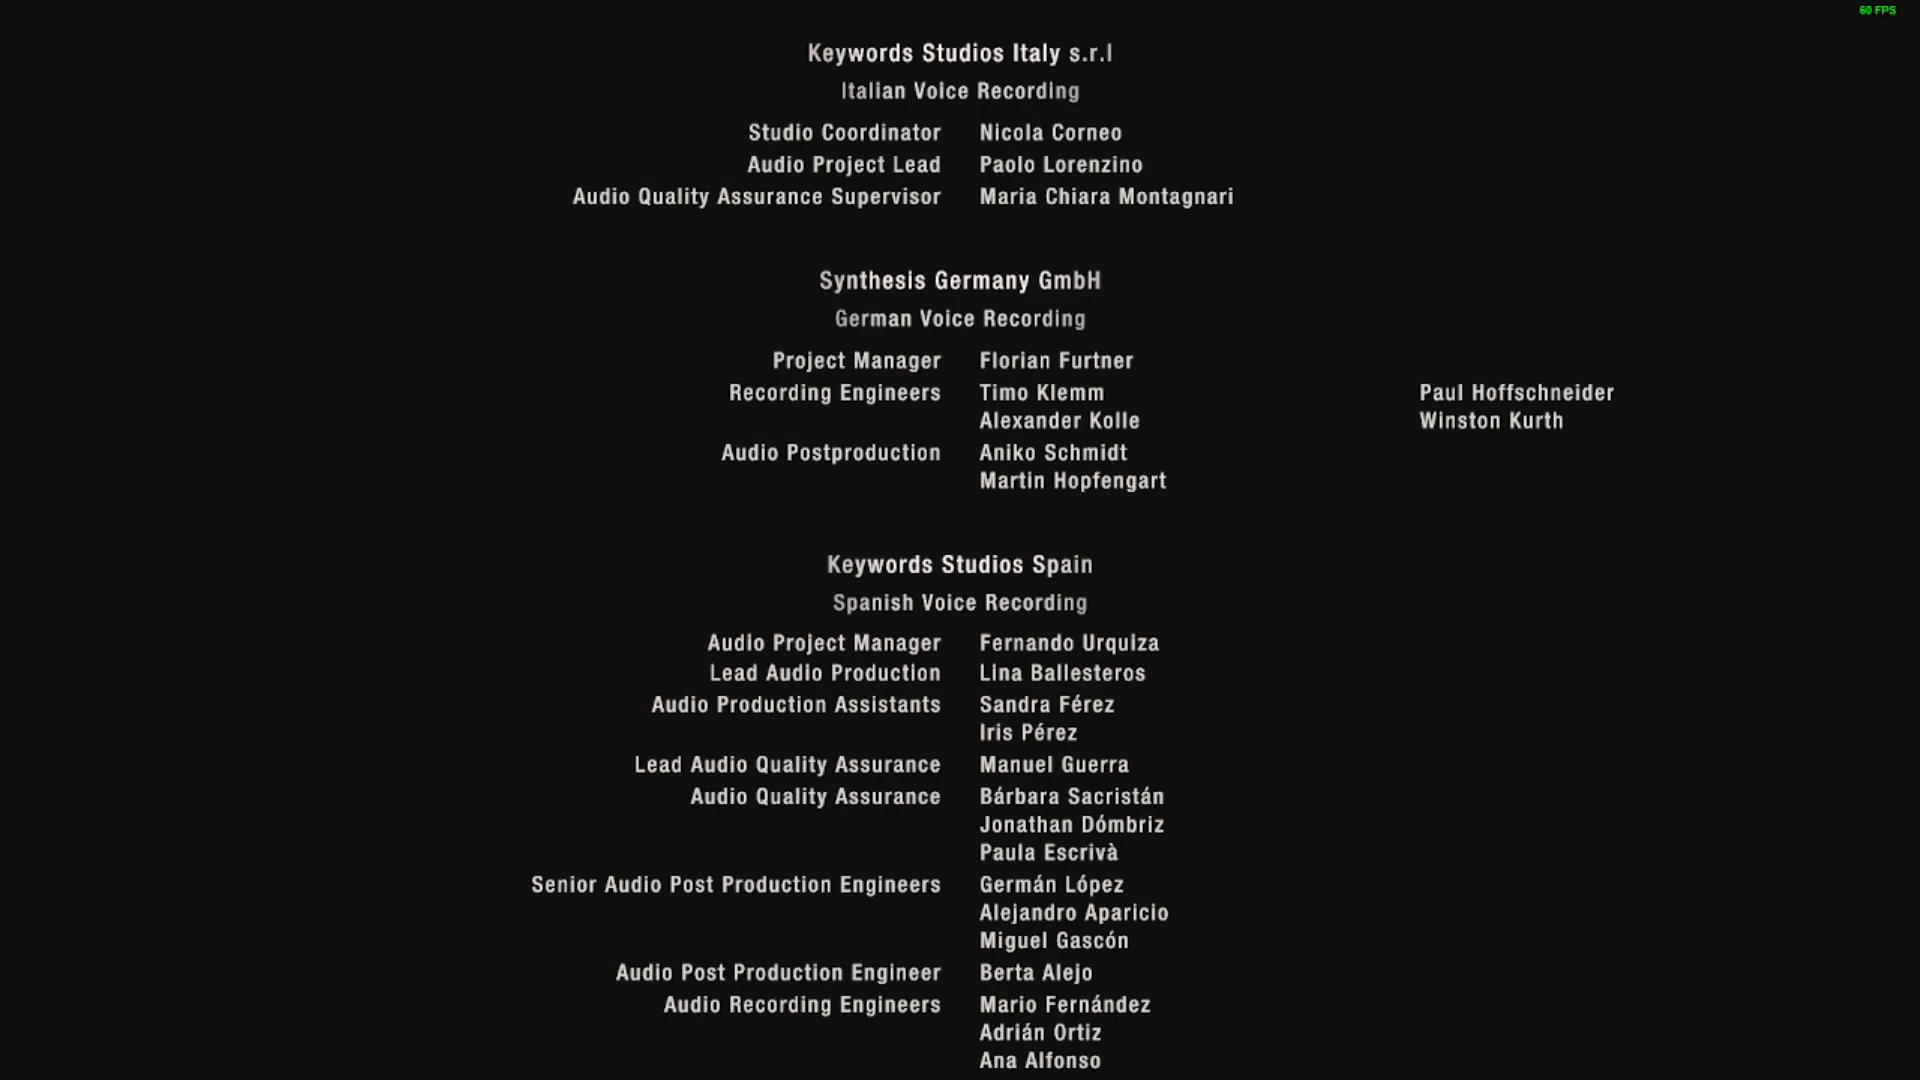 60 FPS
Keywords Studios Italy s.r.l
Italian Voice Recording
Studio Coordinator Nicola Corneo
Audio Project Lead Paolo Lorenzino
Audio Quality Assurance Supervisor Maria Chiara Montagnari
Synthesis Germany GmbH
German Voice Recording
Project Manager Florian Furtner
Recording Engineers Timo Klemm Paul Hoffschneider
Alexander Kolle Winston Kurth
Audio Postproduction Aniko Schmidt
Martin Hopfengart
Keywords Studios Spain
Spanish Voice Recording
Audio Project Manager Fernando Urquiza
Lead Audio Production Lina Ballesteros
Audio Production Assistants Sandra Férez
Iris Pérez
Lead Audio Quality Assurance Manuel Guerra
Audio Quality Assurance Bárbara Sacristán
Jonathan Dómbriz
Paula Escrivà
Senior Audio Post Production Engineers Germán López
Alejandro Aparicio
Miguel Gascón
Audio Post Production Engineer Berta Alejo
Audio Recording Engineers Mario Fernández
Adrián Ortiz
Ana Alfonso